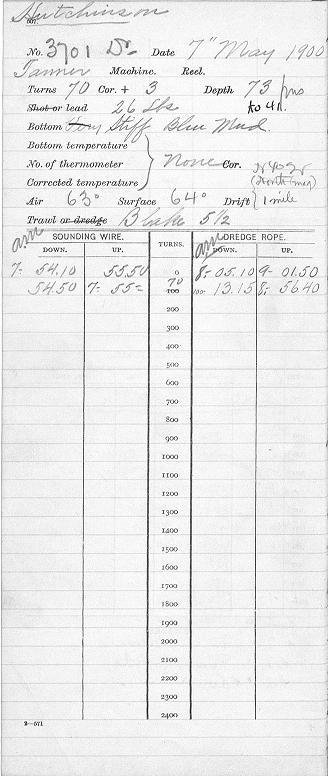 Hutchinson
667.
No. 3701 Dr. Date 7" May 1900
Tanner Machine. Reel.
Turns 70 Cor. + 3 Depth 73 fms
Shot or lead 26 lbs to 41.
Bottom Stiff Blue Mud.
Bottom temperature
No. of thermometer None Cor.
Corrected temperature (North (mag)
Air 63° Surface 64° Drift 1 mile
Trawl or dredge Blake 5 1/2
am am
SOUNDING WIRE. TURNS. DREDGE ROPE.
DOWN. UP. DOWN. UP.
7- 54.10 55.50 0 8- 05.10 9- 01.50
54.50 7- 55= 70 100 100- 13.15 8- 56.40
200
300
400
500
600
700
800
900
1000
1100
1200
1300
1400
1500
1600
1700
1800
1900
2000
2100
2200
2300
2400
2—571